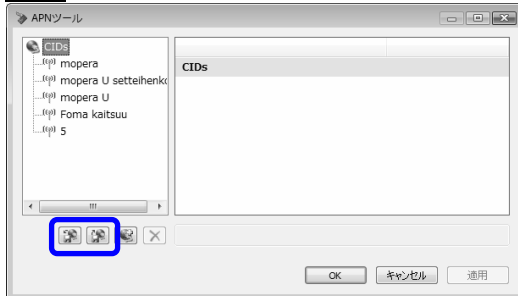 APNツール
CIDs
mopera
mopera U setteihenko
mopera U
Foma kaitsuu
5
CIDs
OK
キャンセル
適用